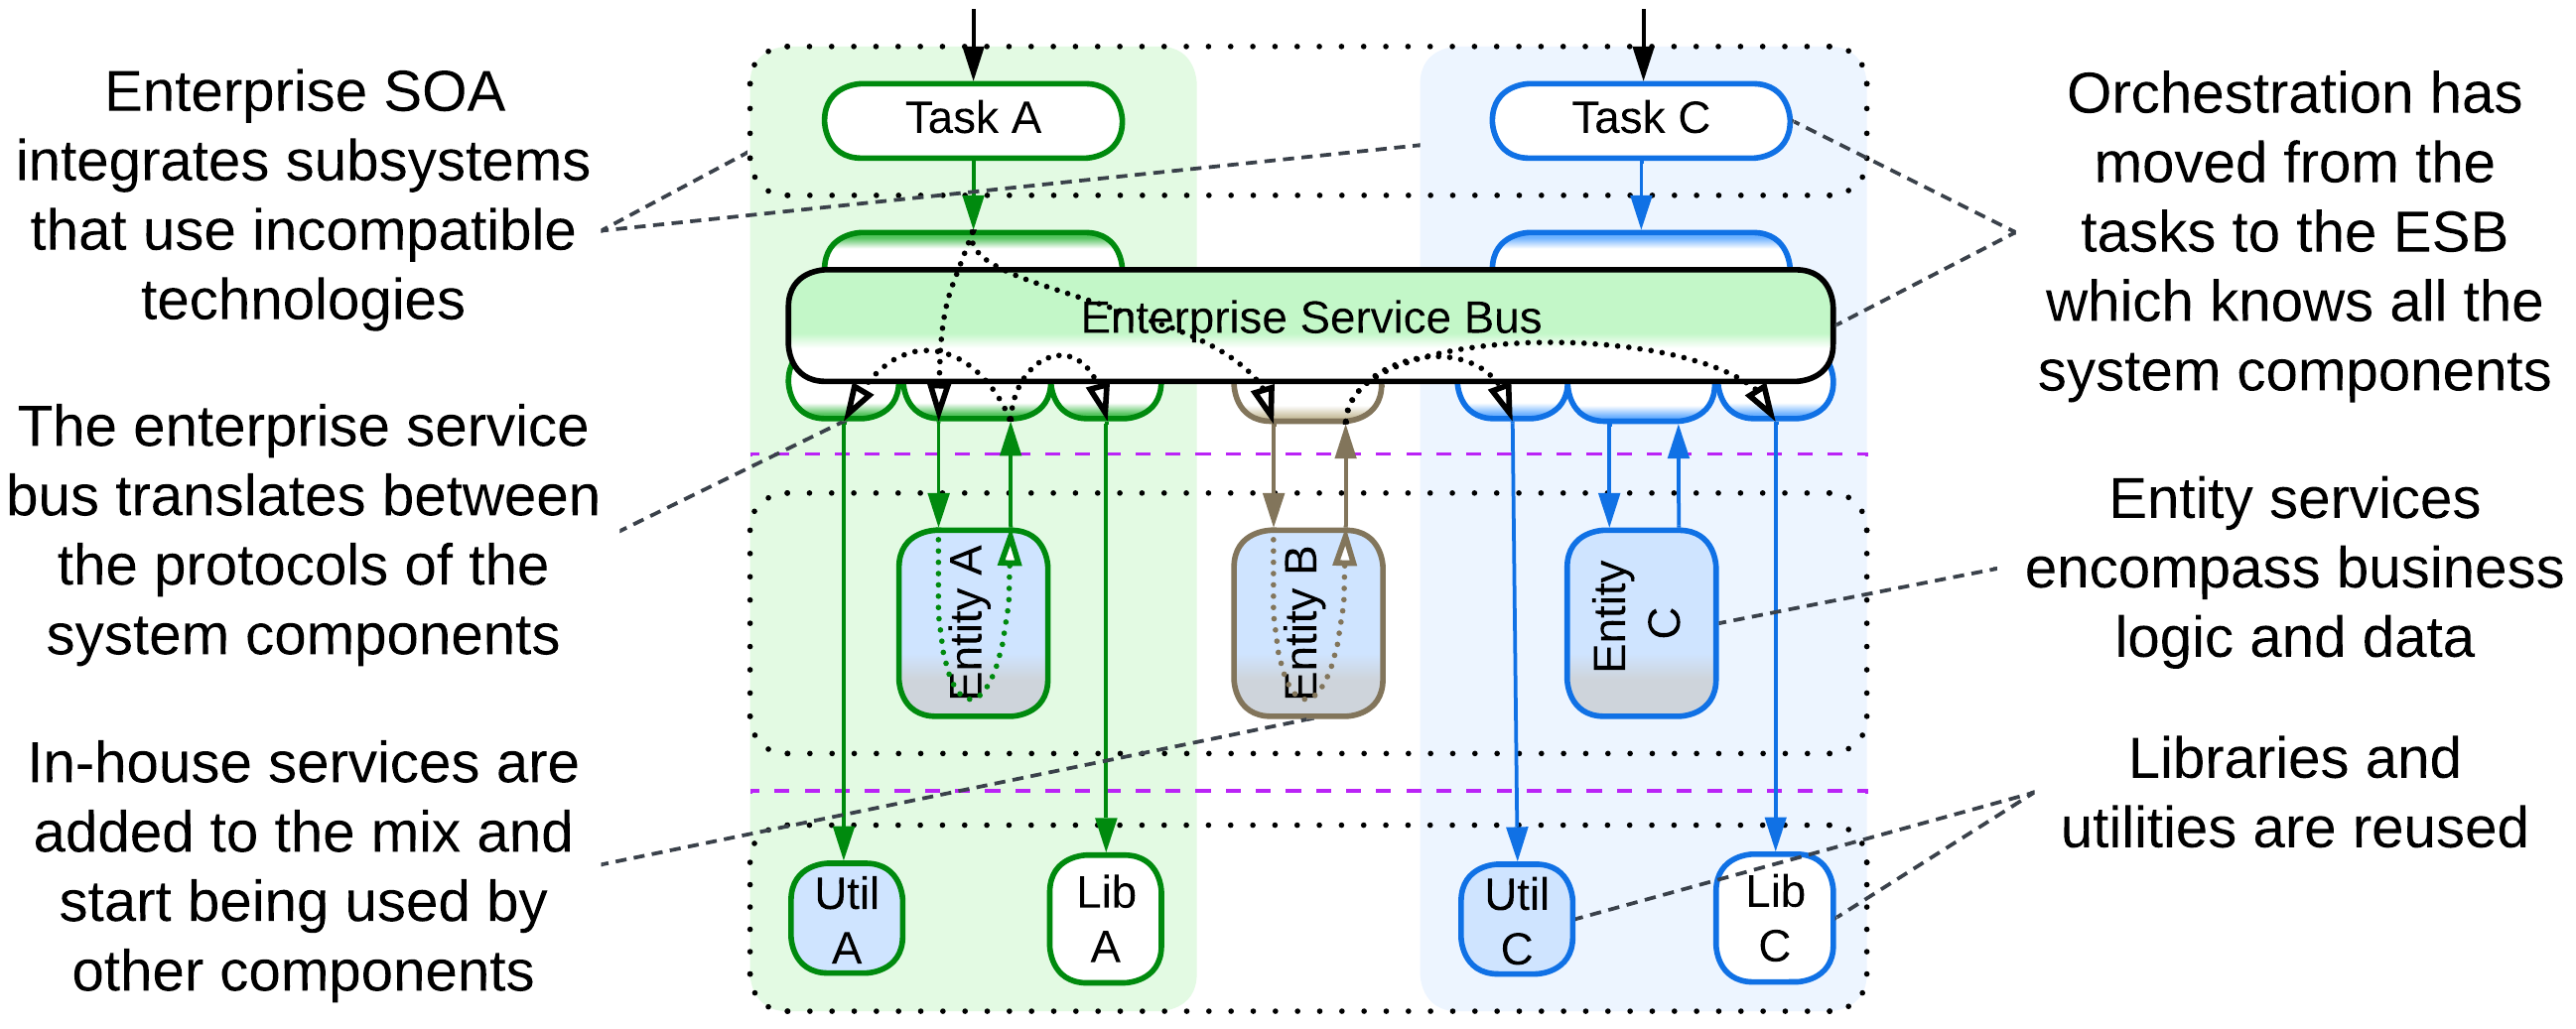 Enterprise SOA
integrates subsystems
that use incompatible
technologies
The enterprise service
bus translates between
the protocols of the
system components
In-house services are
added to the mix and
start being used by
other components
Task A
Task C
Enterprise Service Bus
Entity A
Entity B
Entity
C
Util
A
Lib
A
Util
C
Lib
C
Orchestration has
moved from the
tasks to the ESB
which knows all the
system components
Entity services
encompass business
logic and data
Libraries and
utilities are reused